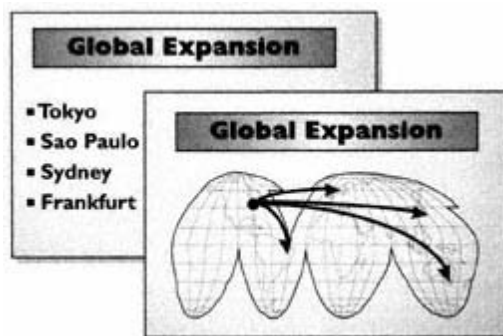 Global Expansion
▪ Tokyo
▪ Sao Paulo
▪ Sydney
▪ Frankfurt
Global Expansion